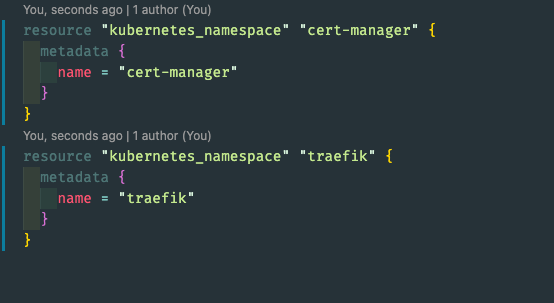 You, seconds ago | 1 author (You)
resource "kubernetes_namespace" "cert-manager" {
  metadata {
    name = "cert-manager"
  }
}
You, seconds ago | 1 author (You)
resource "kubernetes_namespace" "traefik" {
  metadata {
    name = "traefik"
  }
}